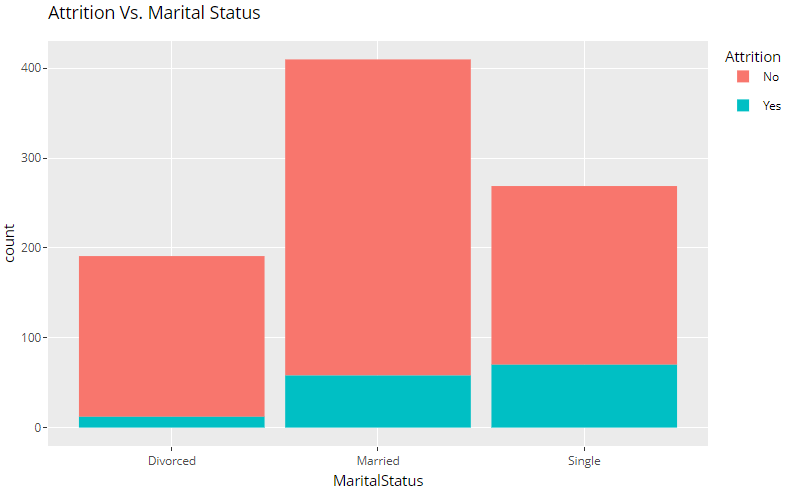 Attrition Vs. Marital Status
Attrition
No
Yes
count
400
300
200
100
0
Divorced
Married
Single
MaritalStatus